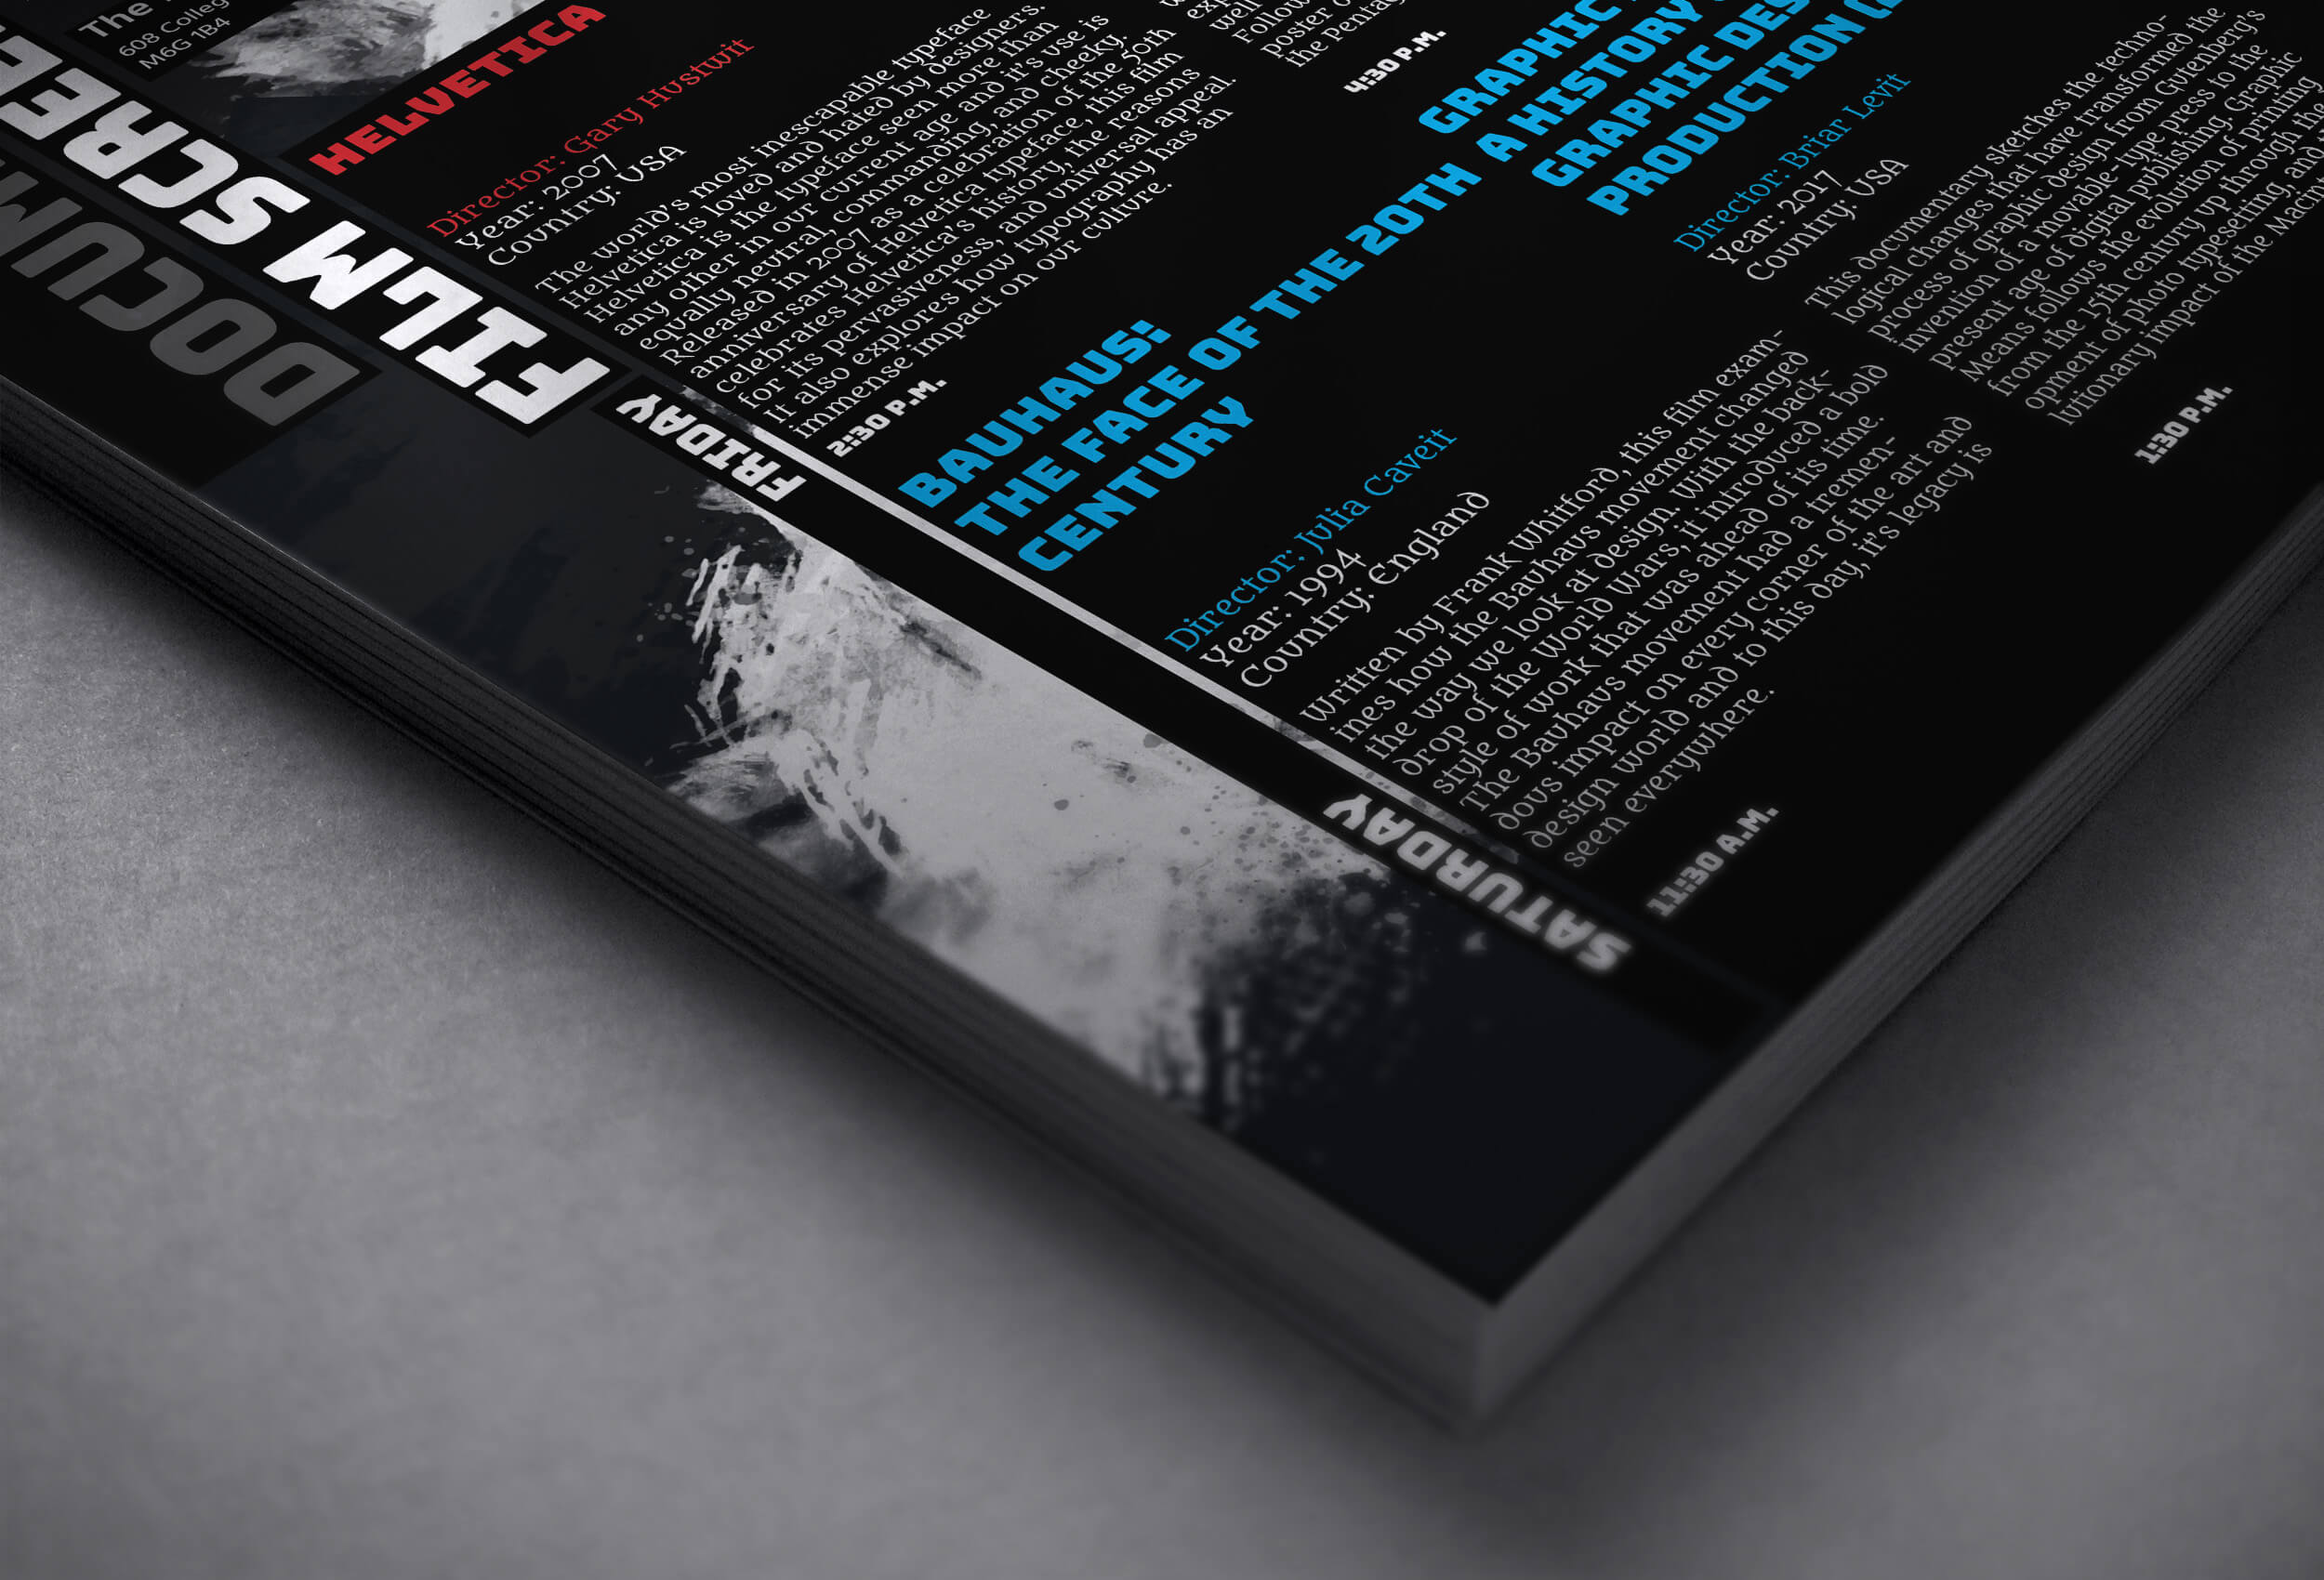 DOCUM
FILM SCREE
The
608 Colleg
M6G 1B4
FRIDAY
HELVETICA
Director: Gary Hustwit
Year: 2007
Country: USA
The world's most inescapable typeface
Helvetica is loved and hated by designers.
Helvetica is the typeface seen more than
any other in our current age and it's use is
equally neutral, commanding, and cheeky.
Released in 2007 as a celebration of the 50th
anniversary of Helvetica typeface, this film
celebrates Helvetica's history, the reasons
for its pervasiveness, and universal appeal.
It also explores how typography has an
immense impact on our culture.
2:30 P.M.
well
Follow
poster o
the Pentag
4:30 P.M.
SATURDAY
BAUHAUS:
THE FACE OF THE 20TH
CENTURY
Director: Julia Caveit
Year: 1994
Country: England
Written by Frank Whitford, this film exam-
ines how the Bauhaus movement changed
the way we look at design. With the back-
drop of the World Wars, it introduced a bold
style of work that was ahead of its time.
The Bauhaus movement had a tremen-
dous impact on every corner of the art and
design world and to this day, it's legacy is
seen everywhere.
11:30 A.M.
GRAPHIC
A HISTORY
GRAPHIC DES
PRODUCTION (
Director: Briar Levit
Year: 2017
Country: USA
This documentary sketches the techno-
logical changes that have transformed the
process of graphic design from Gutenberg's
invention of a movable-type press to the
present age of digital publishing. Graphic
Means follows the evolution of printing
from the 15th century up through the
opment of photo typesetting, and
lutionary impact of the Macin
1:30 P.M.